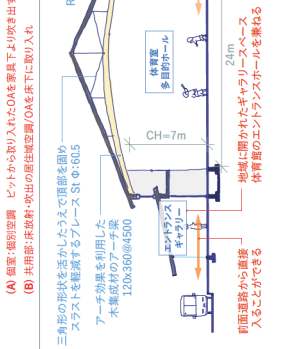 (A) 個室：個別空調　ピットから取り入れたOAを家具下より吹き出す
(B) 共用部：床放射・吹出の居住域空調/OAを床下に取り入れ
三角形の形状を活かしたうえで頂部を固め
スラストを軽減するブレース St Φ:60.5
アーチ効果を利用した
木集成材のアーチ梁
120x360@4500
体育室
多目的ホール
CH=7m
エントランス
ギャラリー
24m
地域に開かれたギャラリースペース
体育館のエントランスホールを兼ねる
前面道路から直接
入ることができる